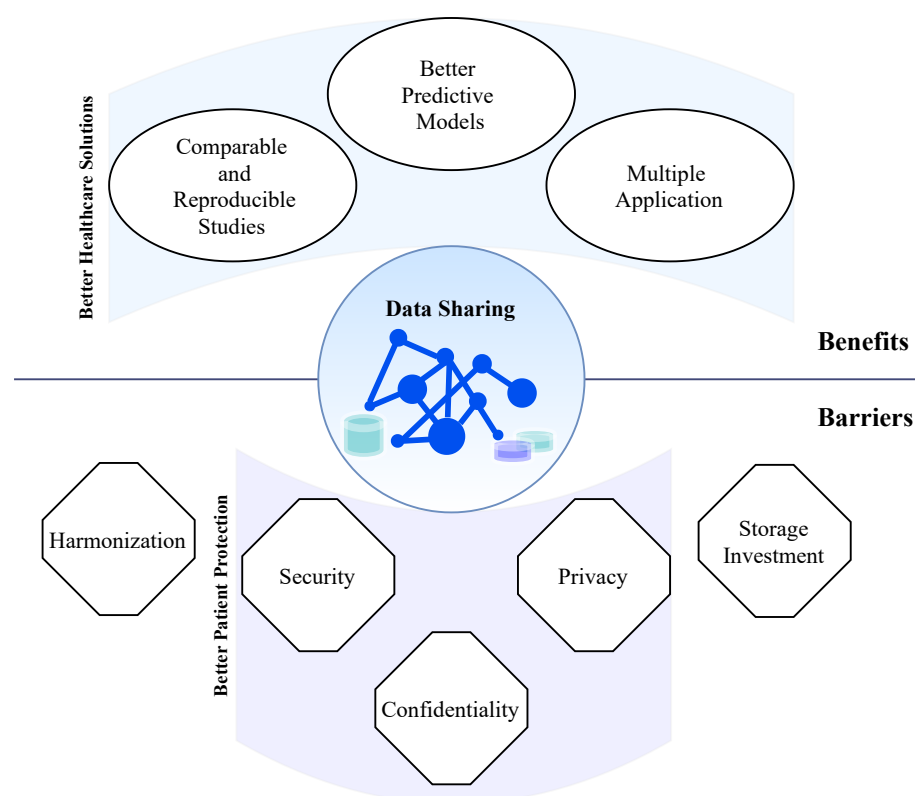 Better Healthcare Solutions
Better
Predictive
Models
Comparable
and
Reproducible
Studies
Multiple
Application
Data Sharing
Benefits
Barriers
Better Patient Protection
Harmonization
Security
Privacy
Storage
Investment
Confidentiality